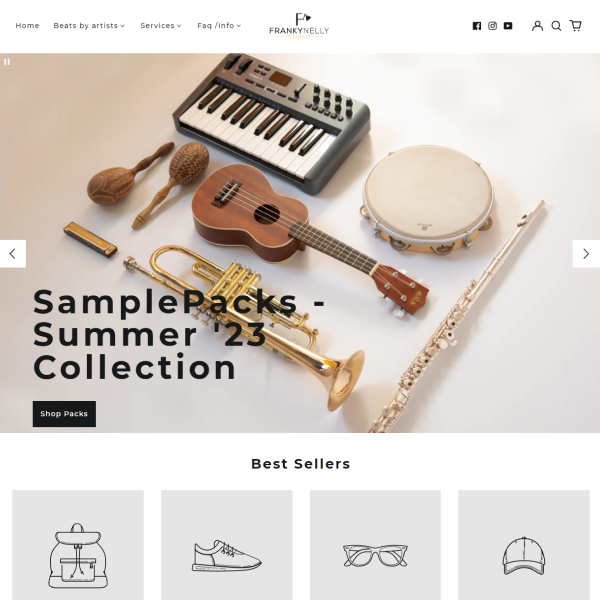 Home
Beats by artists
Services
Faq /Info
FRANKYNELLY
SamplePacks -
Summer '23
Collection
Shop Packs
Best Sellers